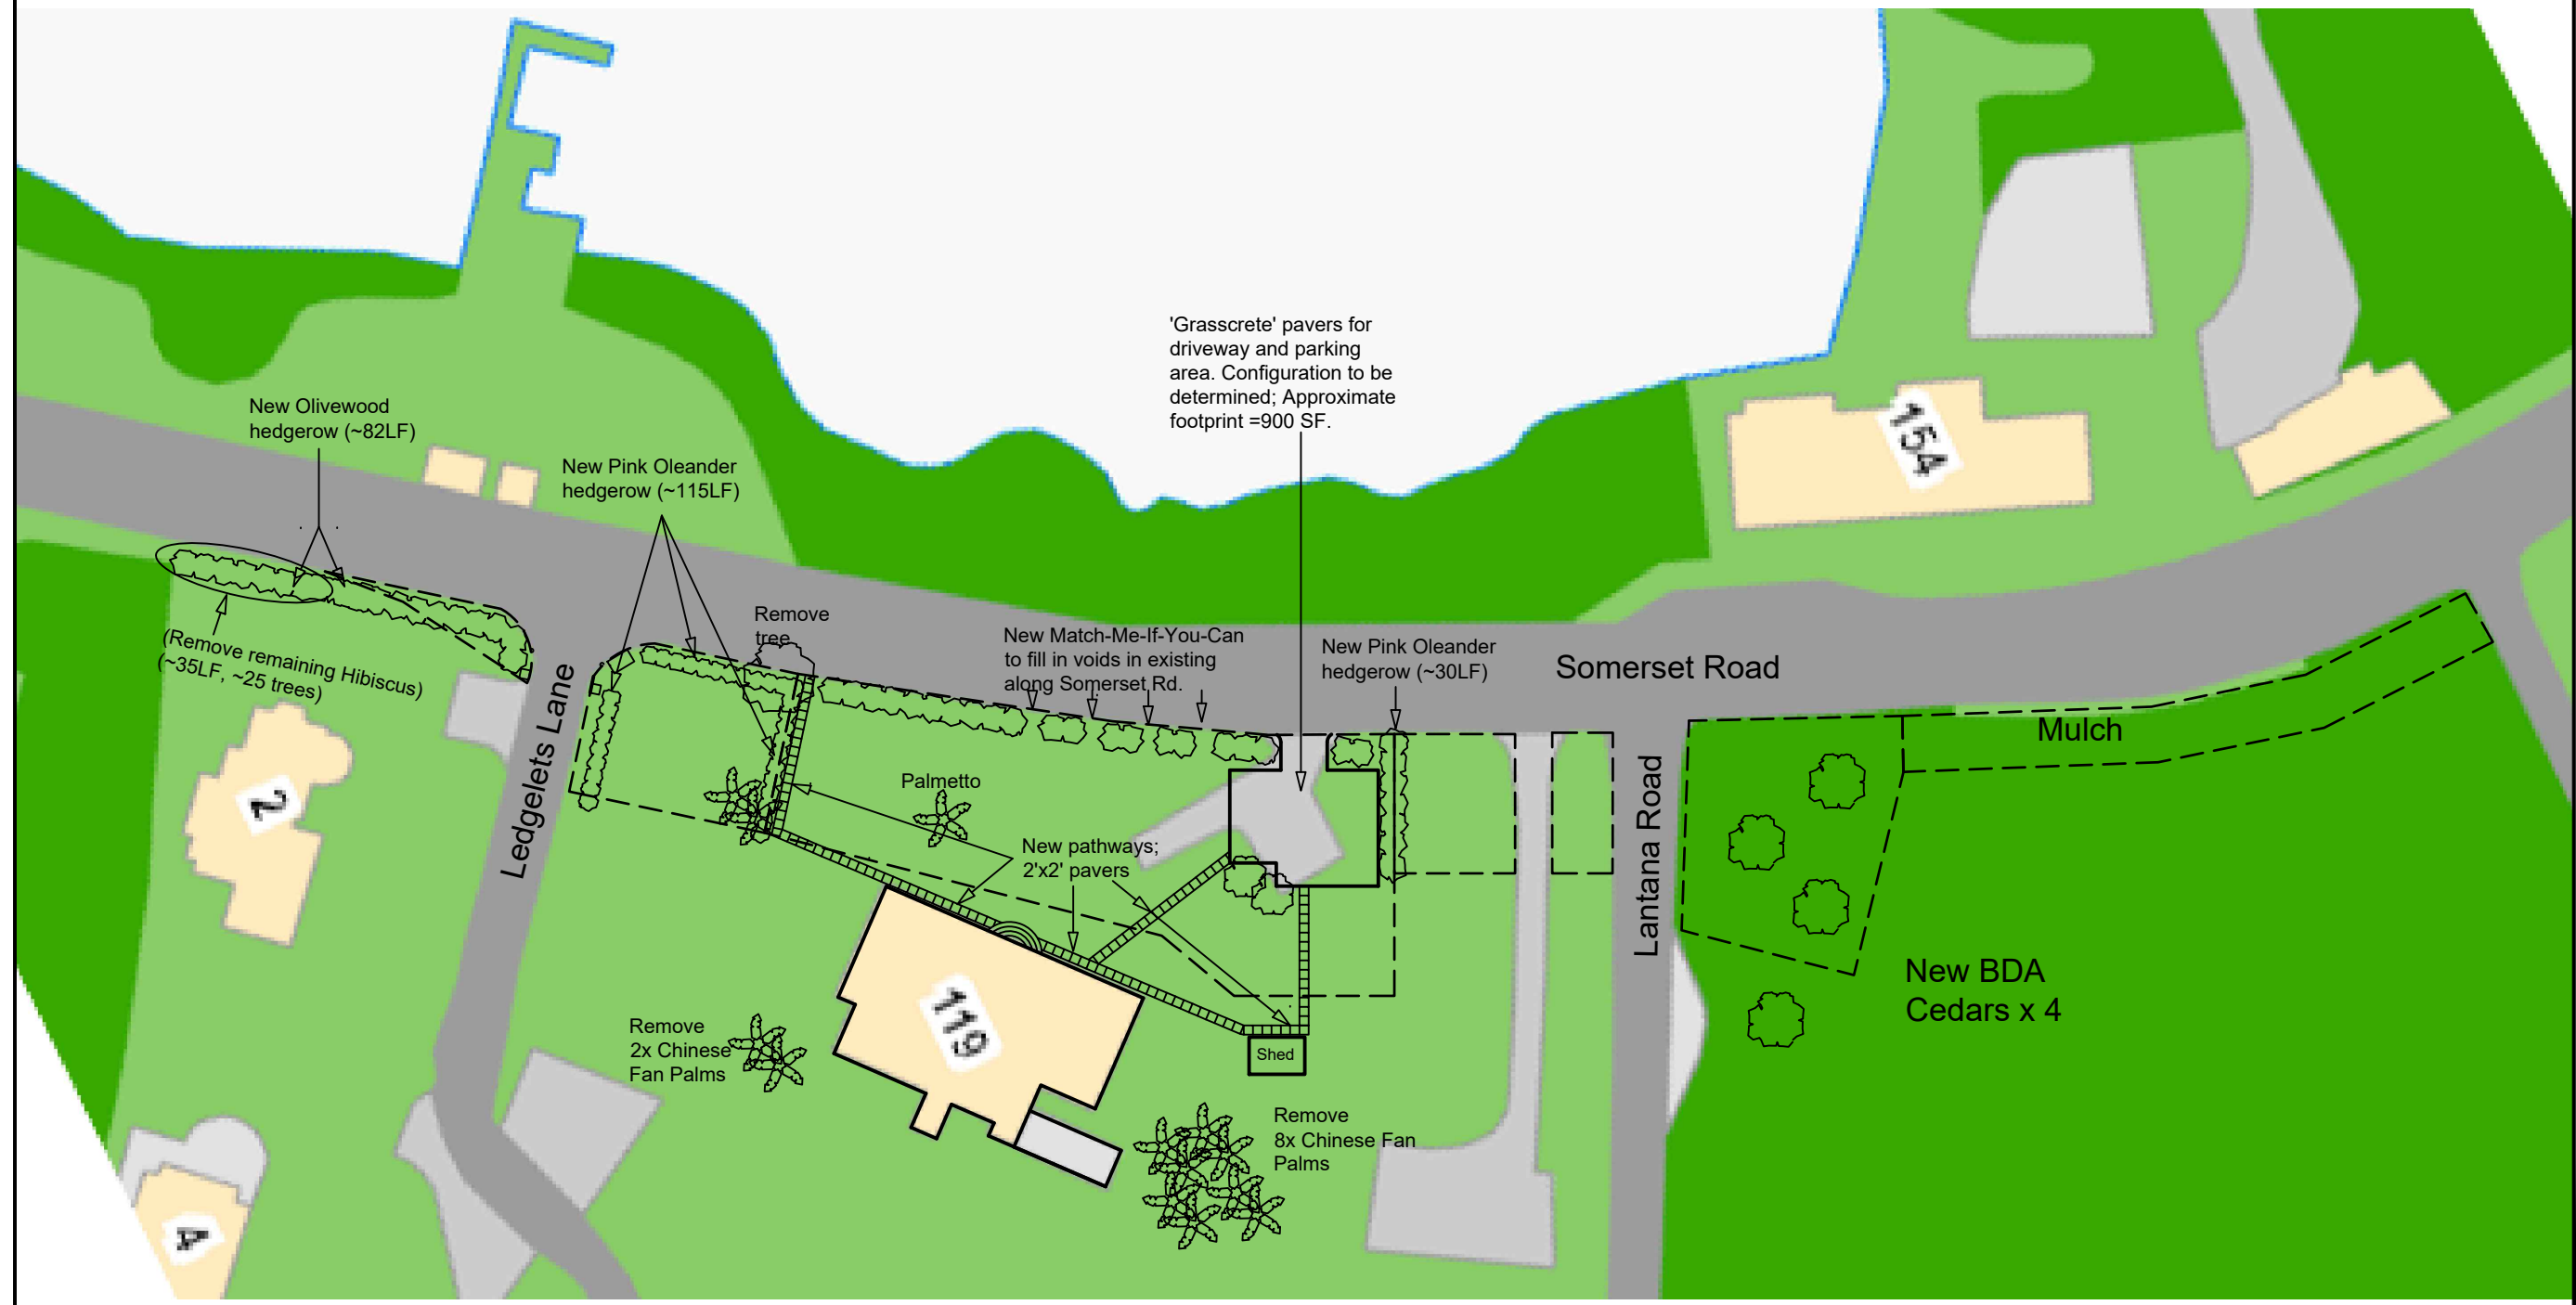 'Grasscrete' pavers for
driveway and parking
area. Configuration to be
determined; Approximate
footprint =900 SF.
154
New Olivewood
hedgerow (~82LF)
New Pink Oleander
hedgerow (~115LF)
Remove
tree
New Match-Me-If-You-Can
to fill in voids in existing
along Somerset Rd.
New Pink Oleander
hedgerow (~30LF)
Somerset Road
(Remove remaining Hibiscus)
(~35LF, ~25 trees)
Mulch
Ledgelets Lane
Lantana Road
2
Palmetto
New pathways;
2'x2' pavers
New BDA
Cedars x 4
119
Remove
2x Chinese
Fan Palms
Shed
Remove
8x Chinese Fan
Palms
4